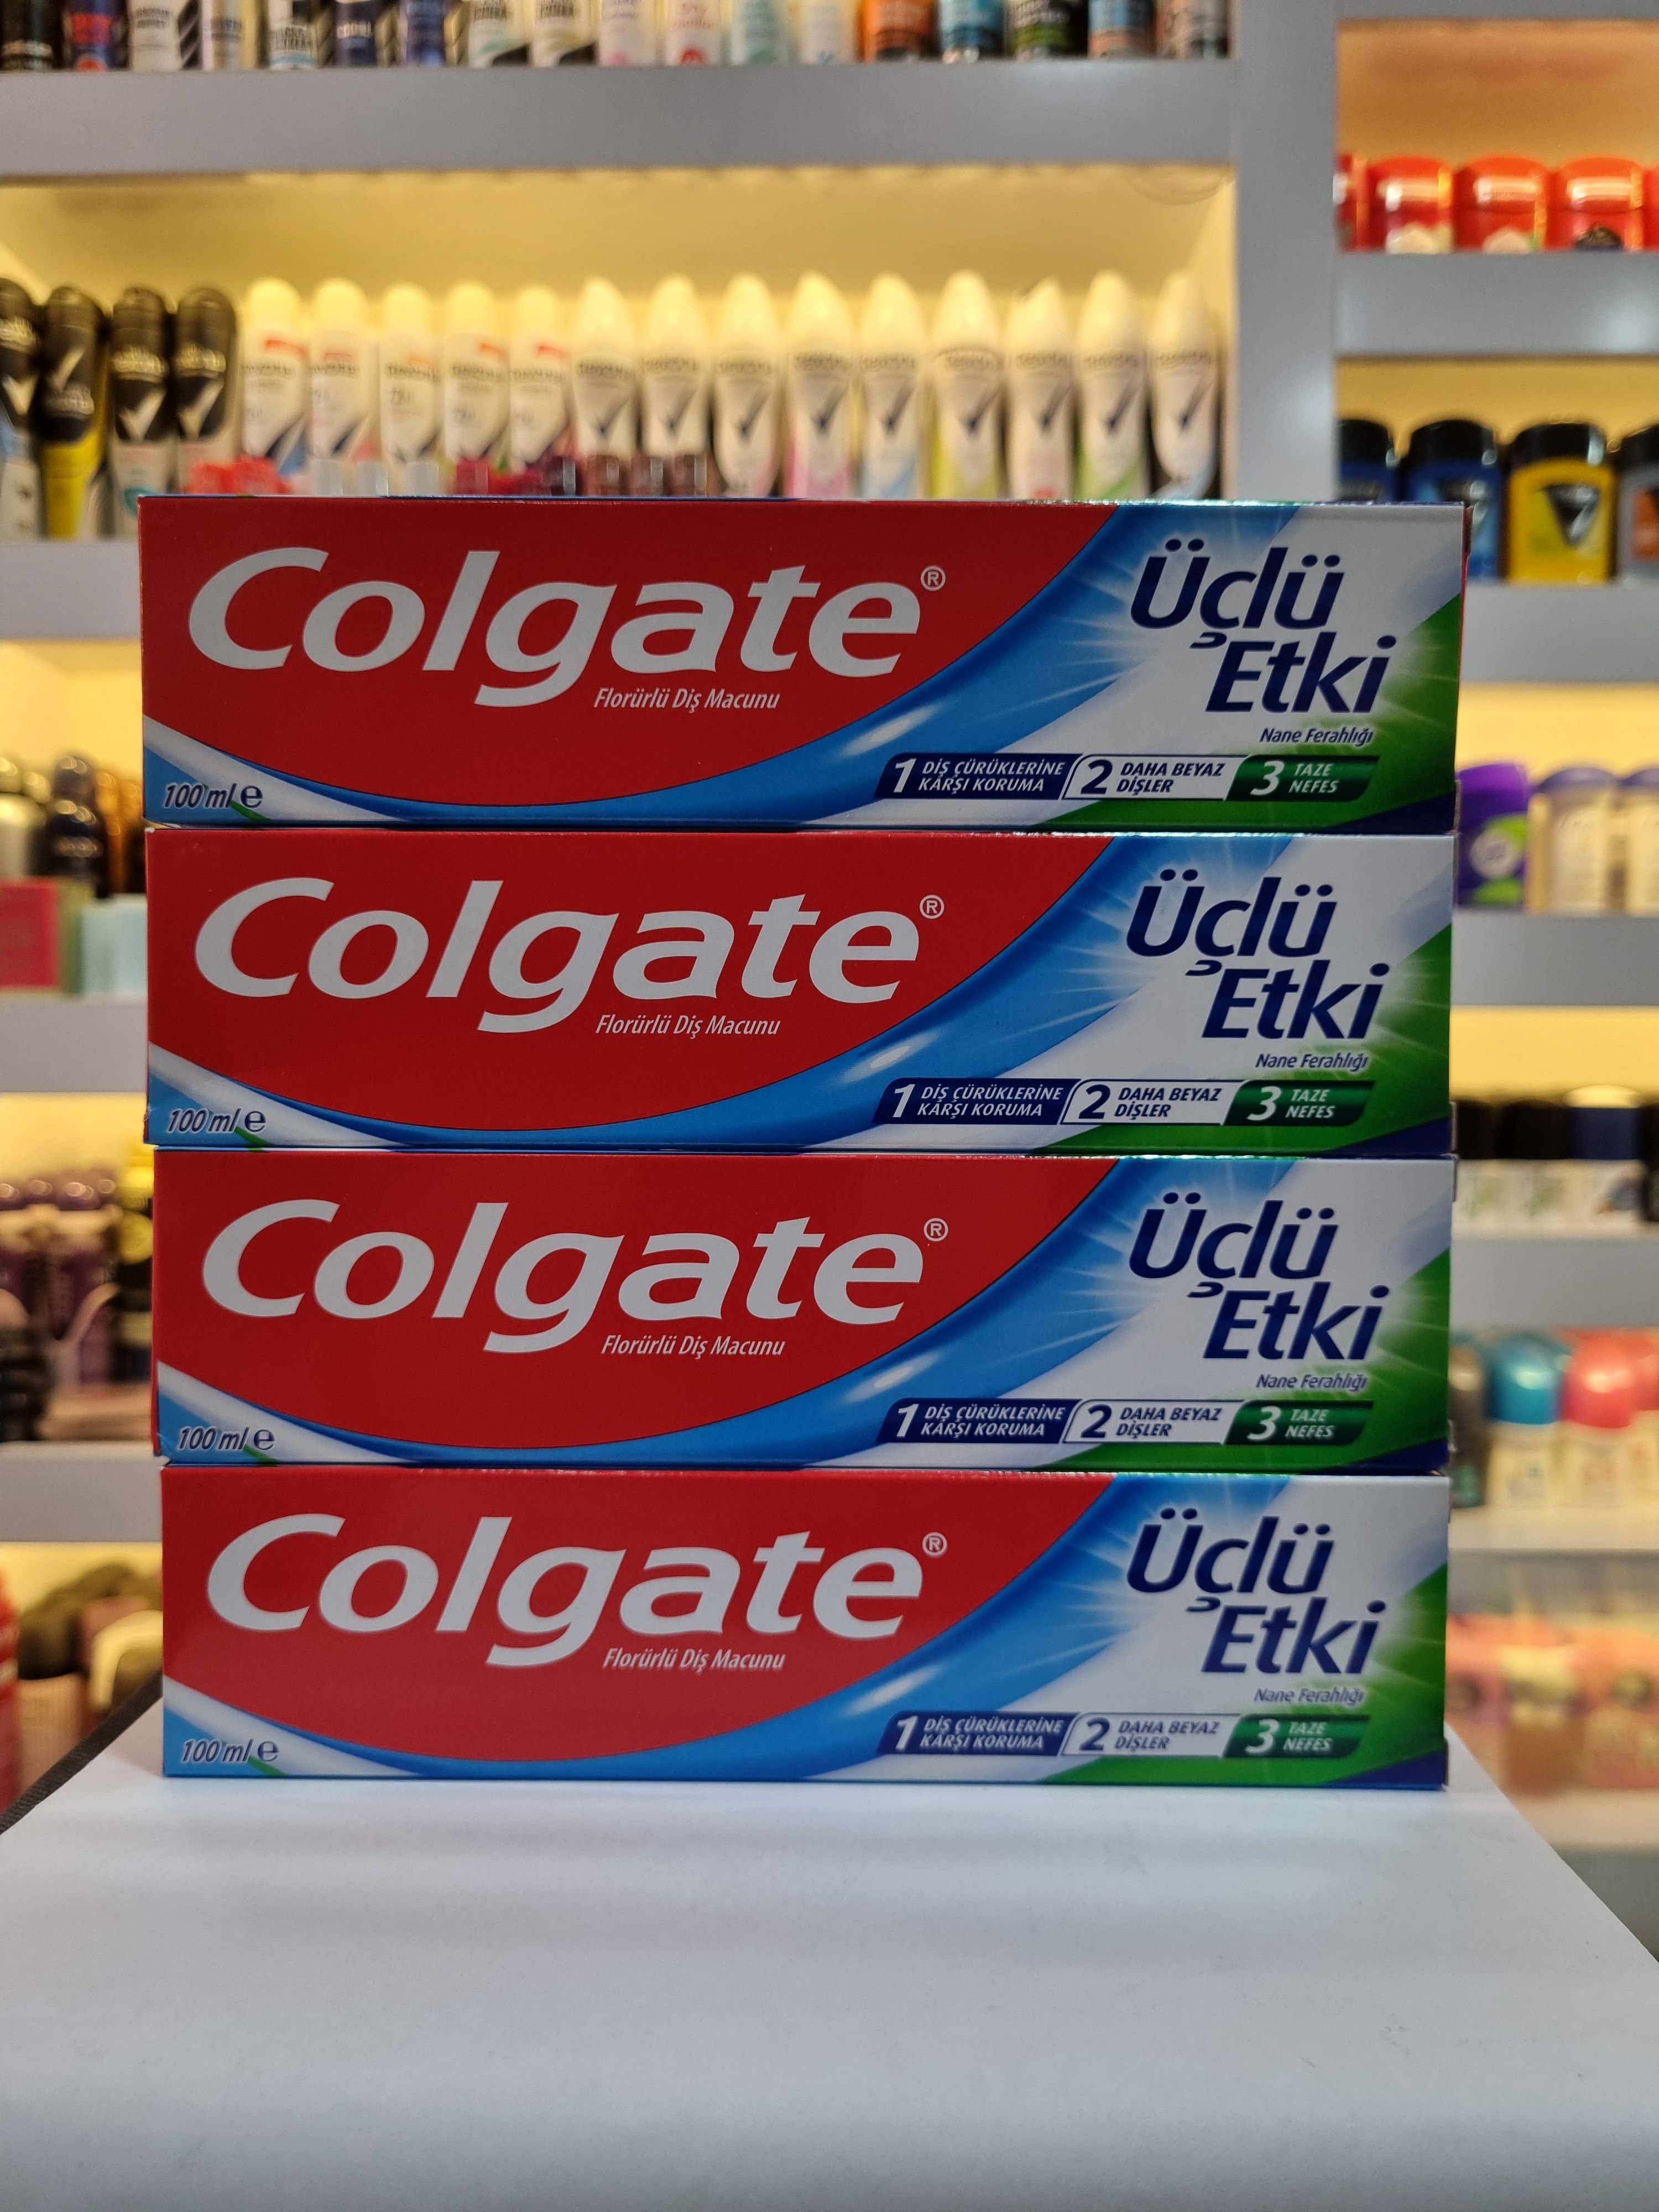 Colgate®
Florürlü Diş Macunu
Üçlü
Etki
Nane Ferahlığı
1 DİŞ ÇÜRÜKLERİNE
KARŞI KORUMA
2 DAHA BEYAZ
DİŞLER
3 TAZE
NEFES
100 ml ℮
Colgate®
Florürlü Diş Macunu
Üçlü
Etki
Nane Ferahlığı
1 DİŞ ÇÜRÜKLERİNE
KARŞI KORUMA
2 DAHA BEYAZ
DİŞLER
3 TAZE
NEFES
100 ml ℮
Colgate®
Florürlü Diş Macunu
Üçlü
Etki
Nane Ferahlığı
1 DİŞ ÇÜRÜKLERİNE
KARŞI KORUMA
2 DAHA BEYAZ
DİŞLER
3 TAZE
NEFES
100 ml ℮
Colgate®
Florürlü Diş Macunu
Üçlü
Etki
Nane Ferahlığı
1 DİŞ ÇÜRÜKLERİNE
KARŞI KORUMA
2 DAHA BEYAZ
DİŞLER
3 TAZE
NEFES
100 ml ℮